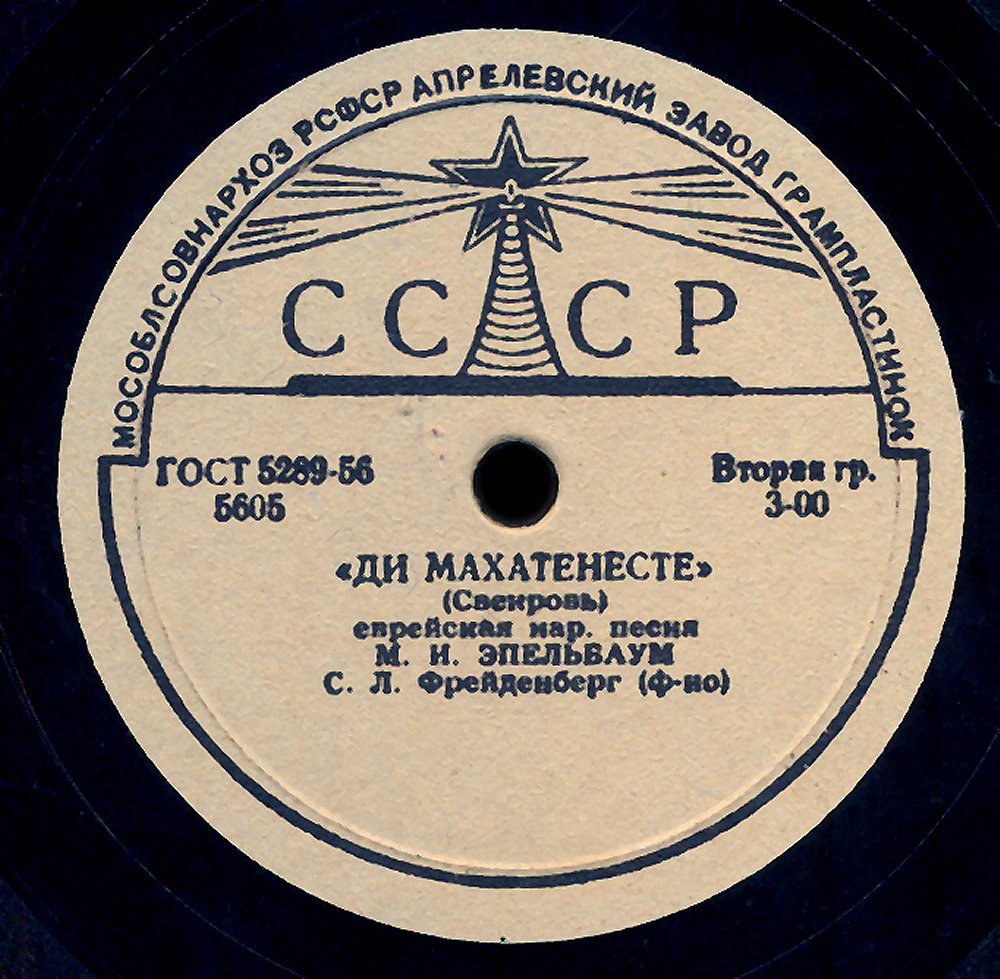 МОСОБЛСОВНАРХОЗ РСФСР АПРЕЛЕВСКИЙ ЗАВОД ГРАМПЛАСТИНОК
СССР
ГОСТ 5289-56
5605
Вторая гр.
3-00
«ДИ МАХАТЕНЕСТЕ»
(Свекровь)
еврейская нар. песня
М. И. ЭПЕЛЬБАУМ
С. Л. Фрейденберг (ф-но)